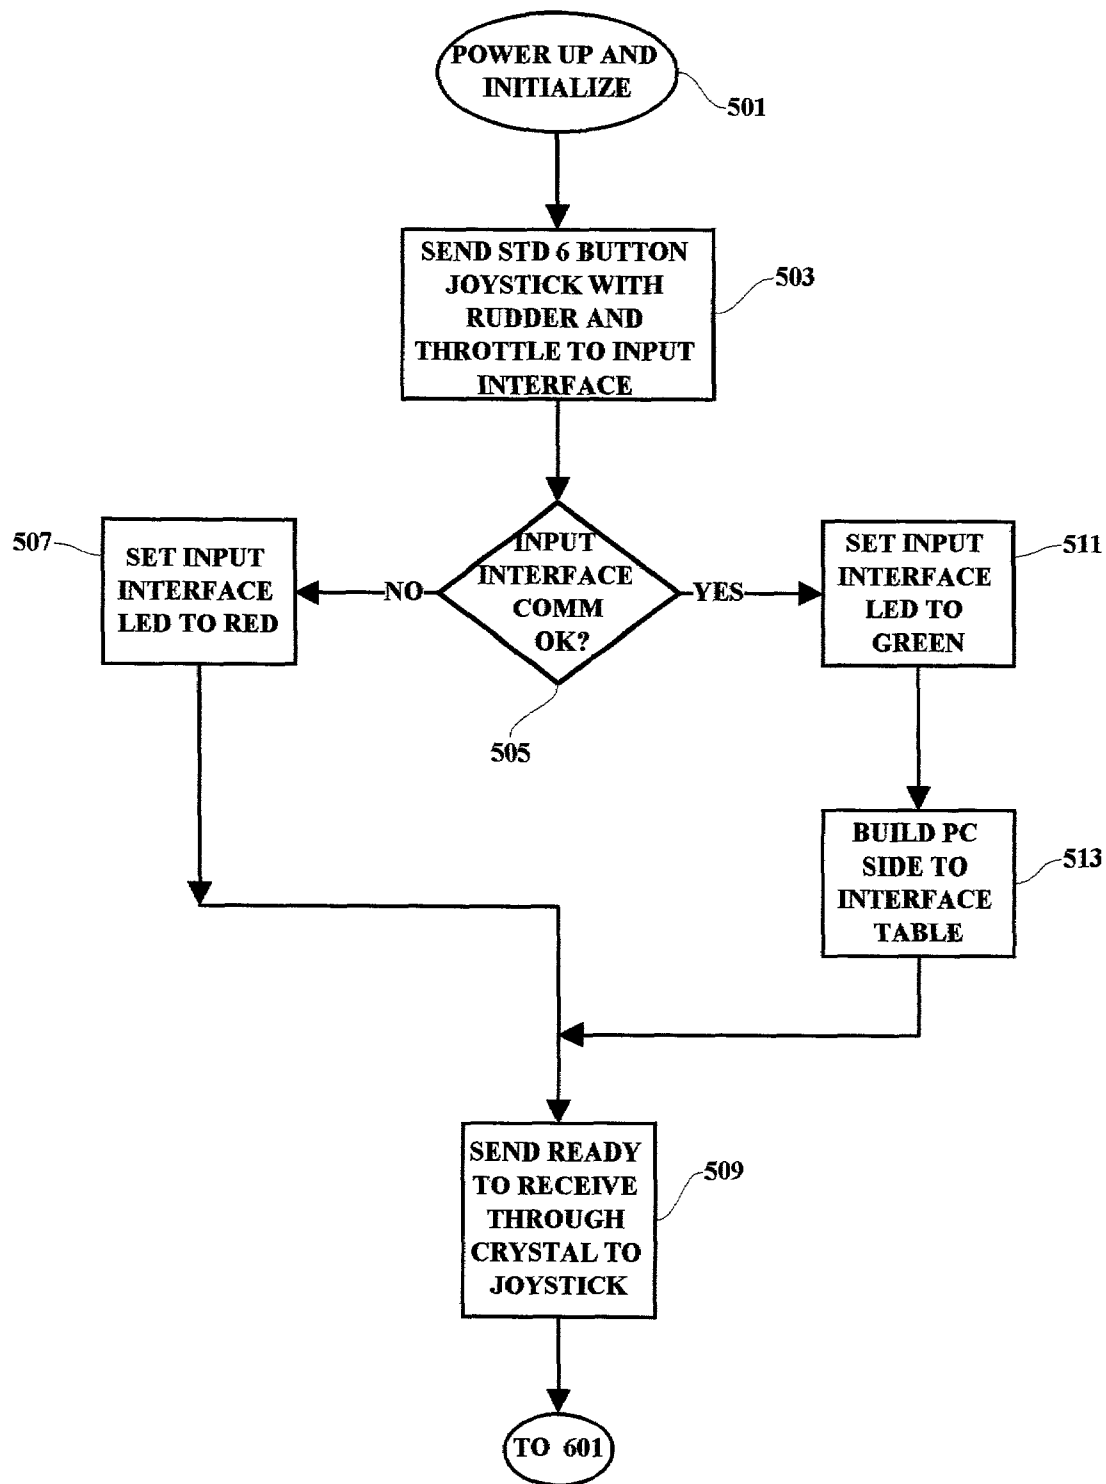 POWER UP AND
INITIALIZE
501
SEND STD 6 BUTTON
JOYSTICK WITH
RUDDER AND
THROTTLE TO INPUT
INTERFACE
503
INPUT
INTERFACE
COMM
OK?
505
NO
YES
507
SET INPUT
INTERFACE
LED TO RED
SET INPUT
INTERFACE
LED TO
GREEN
511
BUILD PC
SIDE TO
INTERFACE
TABLE
513
SEND READY
TO RECEIVE
THROUGH
CRYSTAL TO
JOYSTICK
509
TO 601